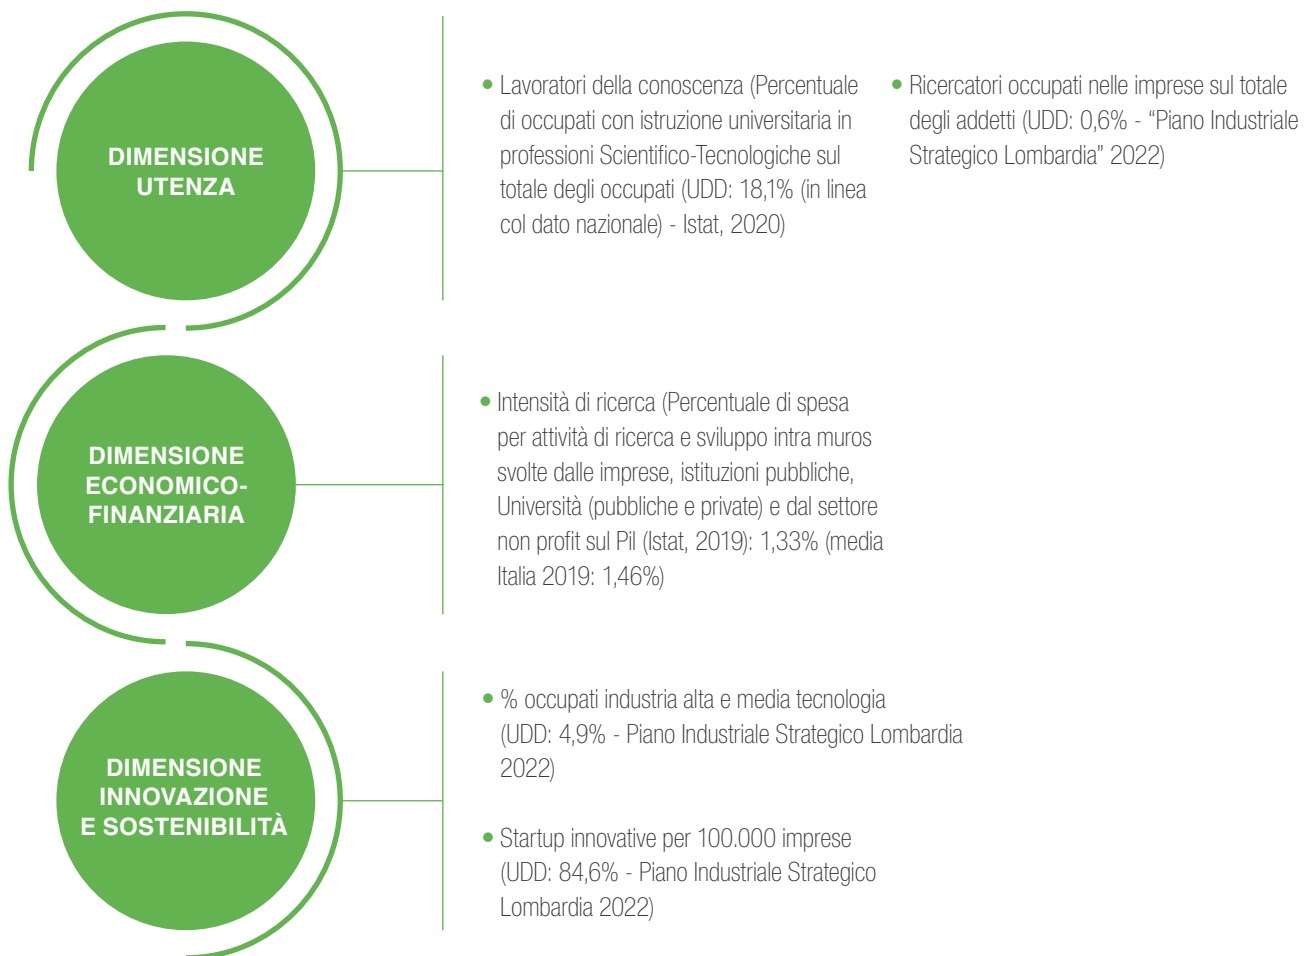 DIMENSIONE
UTENZA
• Lavoratori della conoscenza (Percentuale
di occupati con istruzione universitaria in
professioni Scientifico-Tecnologiche sul
totale degli occupati (UDD: 18,1% (in linea
col dato nazionale) - Istat, 2020)
• Ricercatori occupati nelle imprese sul totale
degli addetti (UDD: 0,6% - “Piano Industriale
Strategico Lombardia” 2022)
DIMENSIONE
ECONOMICO-
FINANZIARIA
• Intensità di ricerca (Percentuale di spesa
per attività di ricerca e sviluppo intra muros
svolte dalle imprese, istituzioni pubbliche,
Università (pubbliche e private) e dal settore
non profit sul Pil (Istat, 2019): 1,33% (media
Italia 2019: 1,46%)
DIMENSIONE
INNOVAZIONE
E SOSTENIBILITÀ
• % occupati industria alta e media tecnologia
(UDD: 4,9% - Piano Industriale Strategico Lombardia
2022)
• Startup innovative per 100.000 imprese
(UDD: 84,6% - Piano Industriale Strategico
Lombardia 2022)